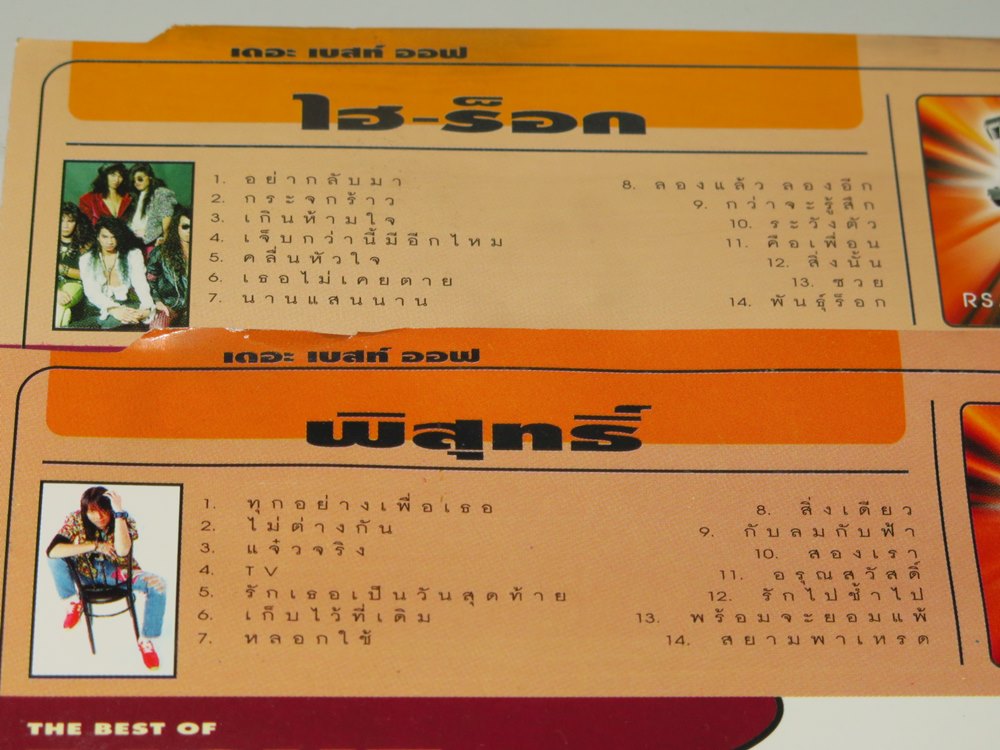 เดอะ เบสท์ ออฟ
ไฮ-ร็อก
1. อย่ากลับมา
2. กระจกร้าว
3. เกินห้ามใจ
4. เจ็บกว่านี้มีอีกไหม
5. คลื่นหัวใจ
6. เธอไม่เคยตาย
7. นานแสนนาน
8. ลองแล้ว ลองอีก
9. กว่าจะรู้สึก
10. ระวังตัว
11. คือเพื่อน
12. สิ่งนั้น
13. ซวย
14. พันธุ์ร็อก
RS
เดอะ เบสท์ ออฟ
พิสุทธิ์
1. ทุกอย่างเพื่อเธอ
2. ไม่ต่างกัน
3. แจ๋วจริง
4. TV
5. รักเธอเป็นวันสุดท้าย
6. เก็บไว้ที่เดิม
7. หลอกใช้
8. สิ่งเดียว
9. กับลมกับฟ้า
10. สองเรา
11. อรุณสวัสดิ์
12. รักไปช้ำไป
13. พร้อมจะยอมแพ้
14. สยามพาเหรด
THE BEST OF